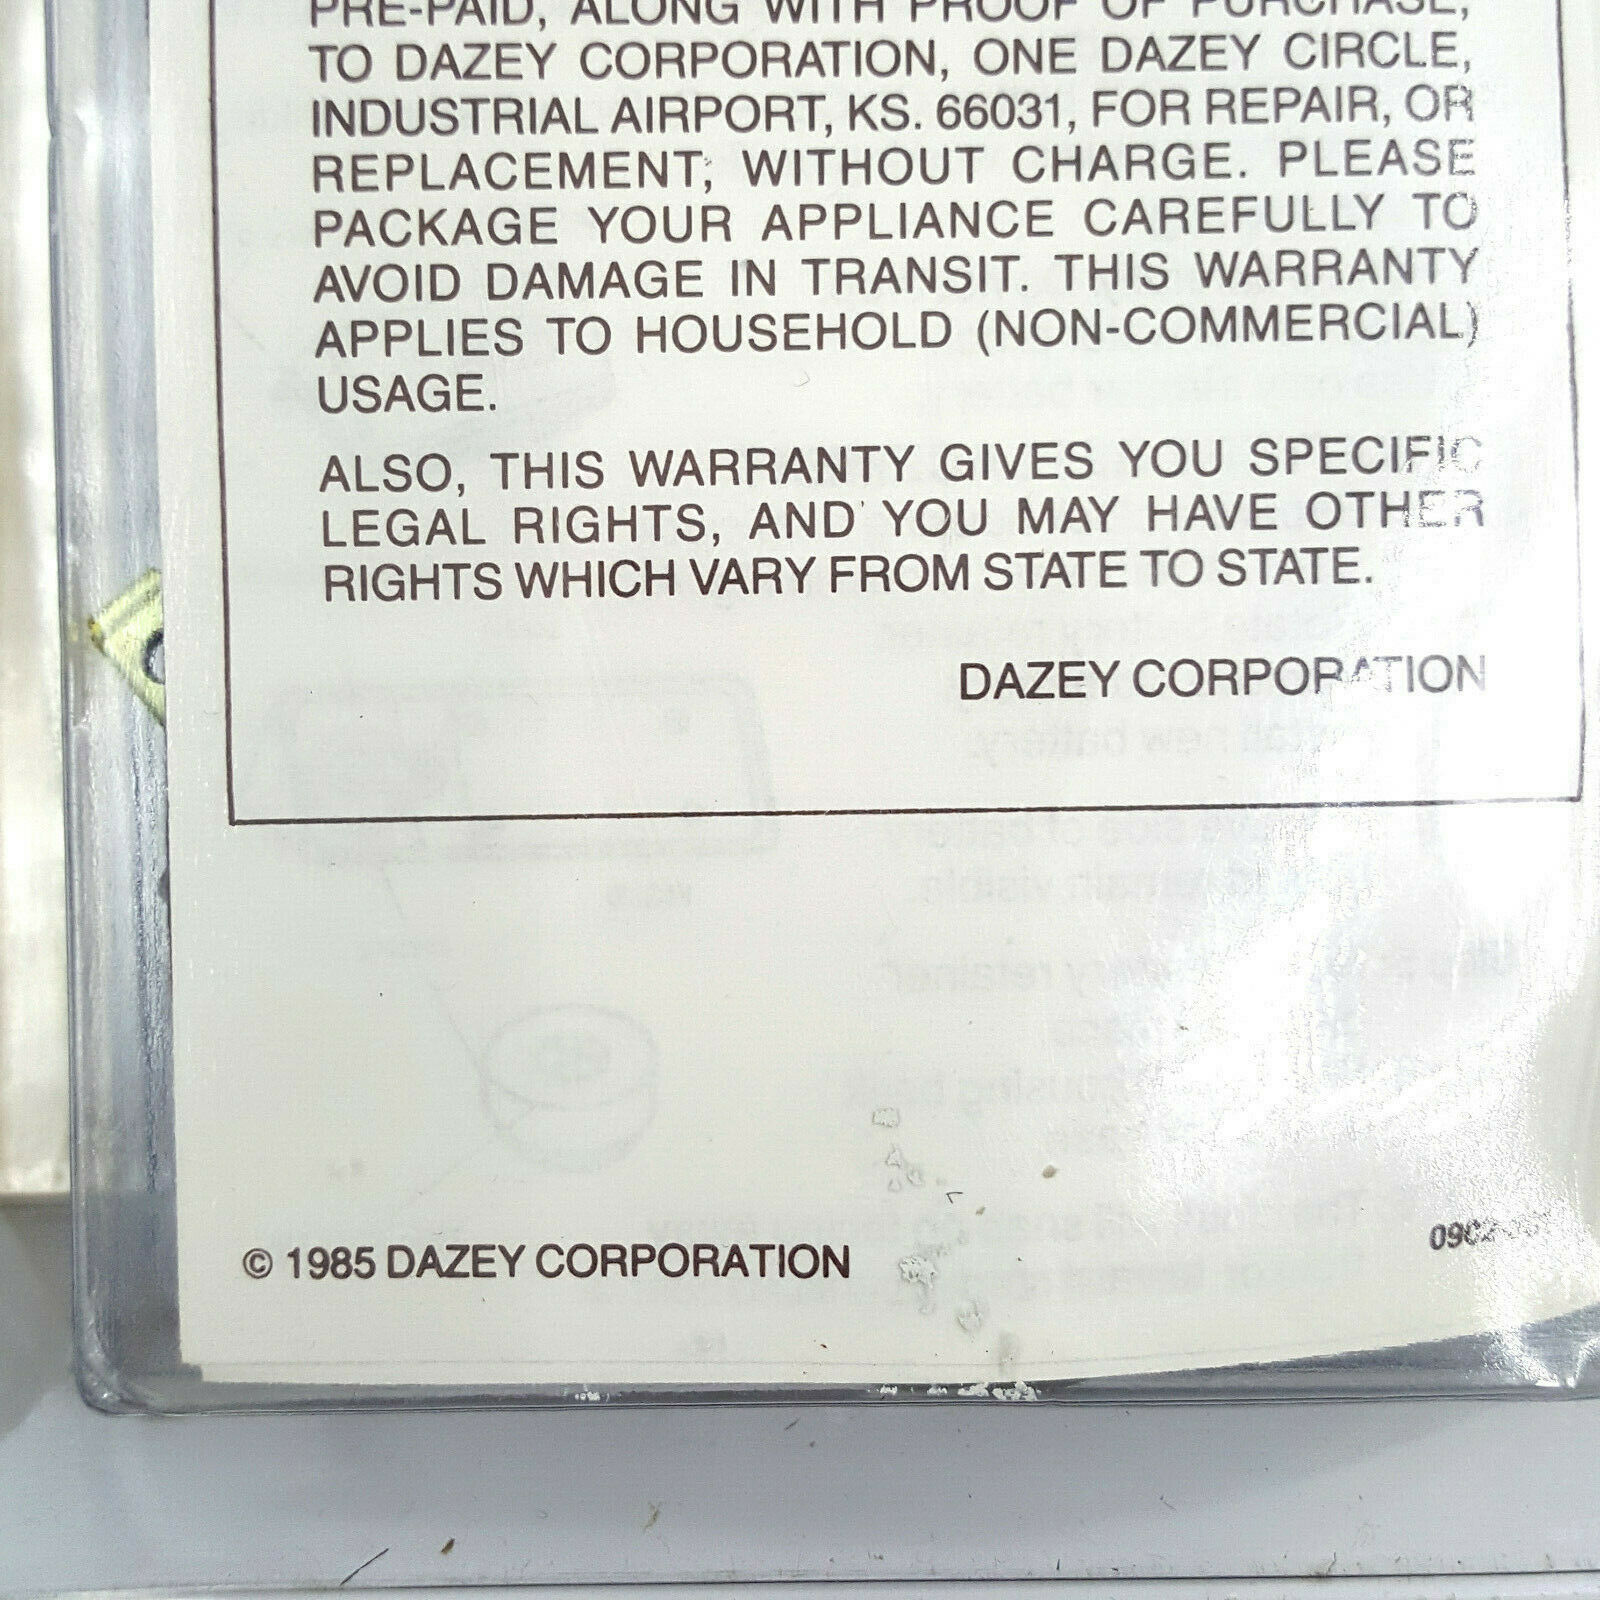 PRE-PAID, ALONG WITH PROOF OF PURCHASE,
TO DAZEY CORPORATION, ONE DAZEY CIRCLE,
INDUSTRIAL AIRPORT, KS. 66031, FOR REPAIR, OR
REPLACEMENT, WITHOUT CHARGE. PLEASE
PACKAGE YOUR APPLIANCE CAREFULLY TO
AVOID DAMAGE IN TRANSIT. THIS WARRANTY
APPLIES TO HOUSEHOLD (NON-COMMERCIAL)
USAGE.
ALSO, THIS WARRANTY GIVES YOU SPECIFIC
LEGAL RIGHTS, AND YOU MAY HAVE OTHER
RIGHTS WHICH VARY FROM STATE TO STATE.
DAZEY CORPORATION
© 1985 DAZEY CORPORATION